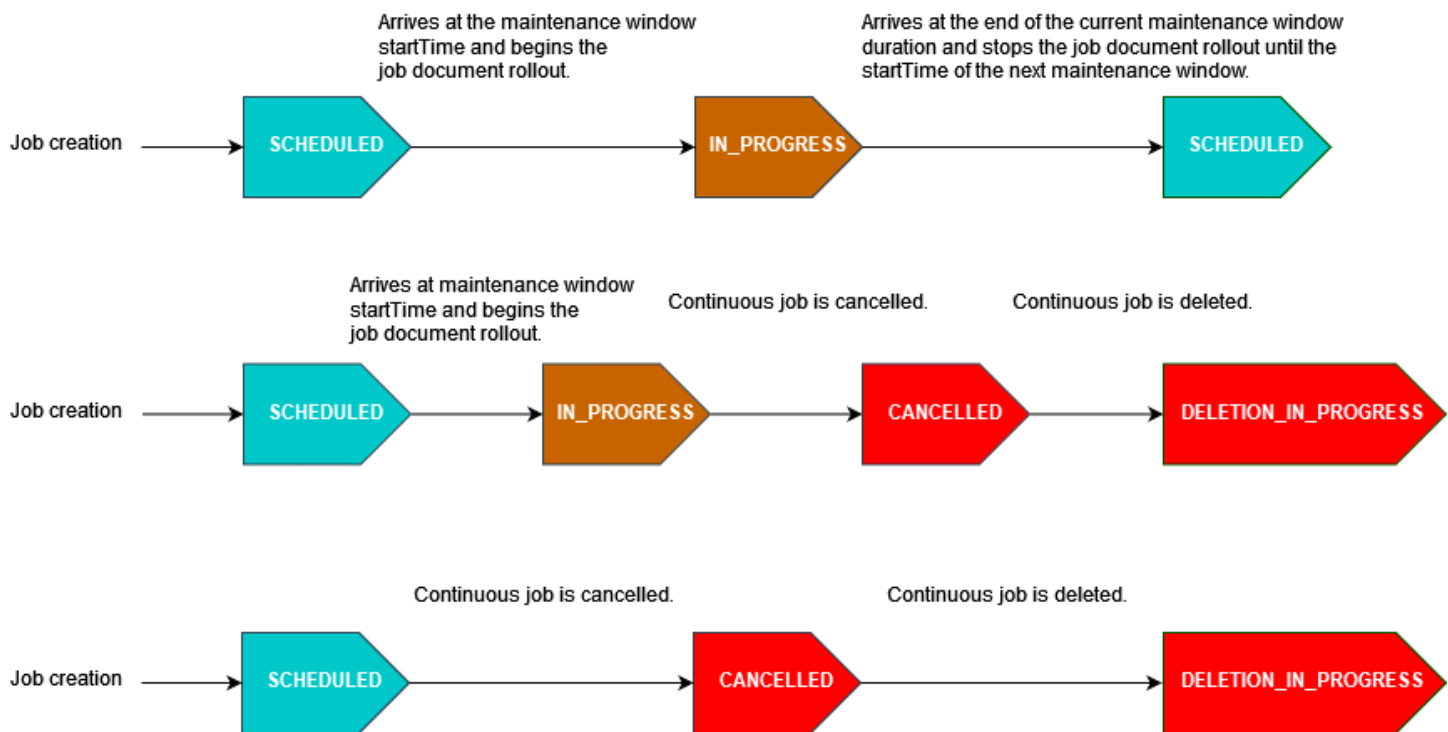 Arrives at the maintenance window
startTime and begins the
job document rollout.
Arrives at the end of the current maintenance window
duration and stops the job document rollout until the
startTime of the next maintenance window.
Job creation
SCHEDULED
IN_PROGRESS
SCHEDULED
Arrives at maintenance window
startTime and begins the
job document rollout.
Continuous job is cancelled.
Continuous job is deleted.
Job creation
SCHEDULED
IN_PROGRESS
CANCELLED
DELETION_IN_PROGRESS
Continuous job is cancelled.
Continuous job is deleted.
Job creation
SCHEDULED
CANCELLED
DELETION_IN_PROGRESS